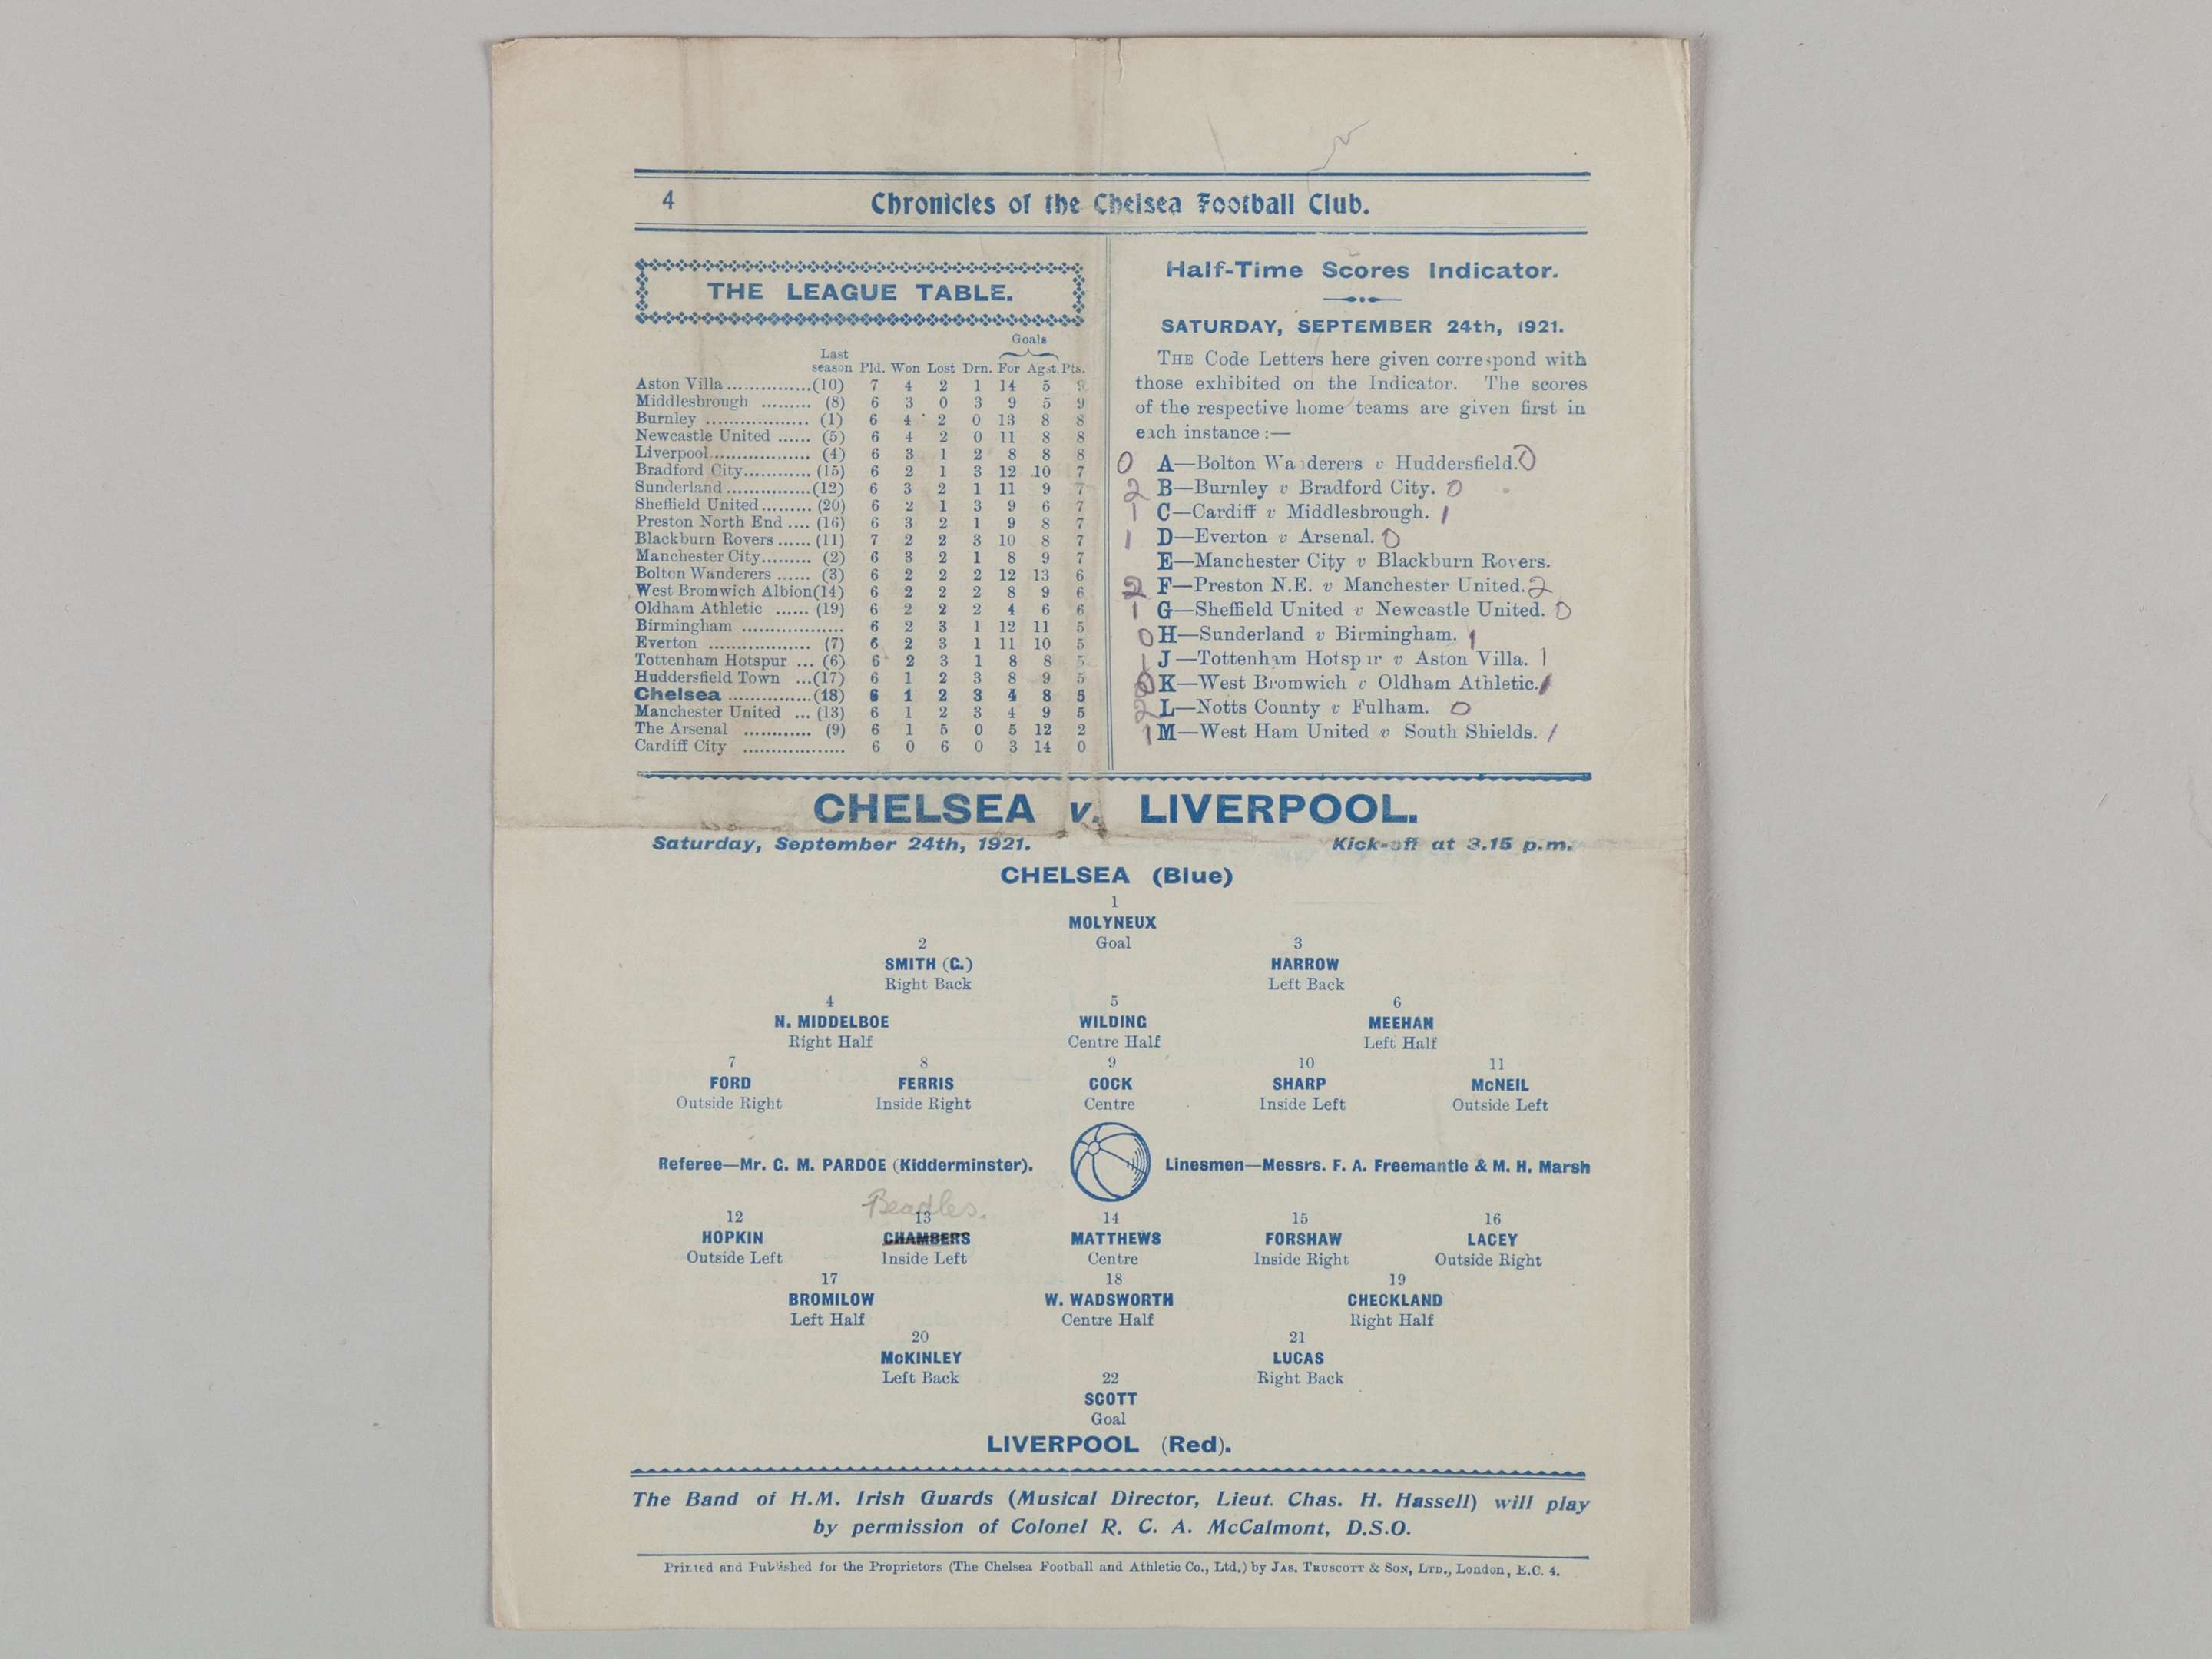 4 Chronicles of the Chelsea Football Club.
THE LEAGUE TABLE.
Goals
Last
season Pld. Won Lost Drn. For Agst. Pts.
Aston Villa ............... (10) 7 4 2 1 14 5 9
Middlesbrough ......... (8) 6 3 0 3 9 5 9
Burnley .................. (1) 6 4 2 0 13 8 8
Newcastle United ...... (5) 6 4 2 0 11 8 8
Liverpool.................. (4) 6 3 1 2 8 8 8
Bradford City............ (15) 6 2 1 3 12 10 7
Sunderland ............... (12) 6 3 2 1 11 9 7
Sheffield United ......... (20) 6 2 1 3 9 6 7
Preston North End .... (16) 6 3 2 1 9 8 7
Blackburn Rovers ...... (11) 7 2 2 3 10 8 7
Manchester City......... (2) 6 3 2 1 8 9 7
Bolton Wanderers ...... (3) 6 2 2 2 12 13 6
West Bromwich Albion (14) 6 2 2 2 8 9 6
Oldham Athletic ...... (19) 6 2 2 2 4 6 6
Birmingham .................. 6 2 3 1 12 11 5
Everton .................. (7) 6 2 3 1 11 10 5
Tottenham Hotspur ... (6) 6 2 3 1 8 8 5
Huddersfield Town ... (17) 6 1 2 3 8 9 5
Chelsea .............. (18) 6 1 2 3 4 8 5
Manchester United ... (13) 6 1 2 3 4 9 5
The Arsenal ............ (9) 6 1 5 0 5 12 2
Cardiff City .................. 6 0 6 0 3 14 0
Half-Time Scores Indicator.
SATURDAY, SEPTEMBER 24th, 1921.
THE Code Letters here given correspond with
those exhibited on the Indicator. The scores
of the respective home teams are given first in
each instance :—
0 A—Bolton Wanderers v Huddersfield. 0
2 B—Burnley v Bradford City. 0
1 C—Cardiff v Middlesbrough. 1
1 D—Everton v Arsenal. 0
E—Manchester City v Blackburn Rovers.
2 F—Preston N.E. v Manchester United. 2
1 G—Sheffield United v Newcastle United. 0
0 H—Sunderland v Birmingham. 1
1 J—Tottenham Hotspur v Aston Villa. 1
0 K—West Bromwich v Oldham Athletic. 1
2 L—Notts County v Fulham. 0
1 M—West Ham United v South Shields. 1
CHELSEA v. LIVERPOOL.
Saturday, September 24th, 1921. Kick-off at 3.15 p.m.
CHELSEA (Blue)
1
MOLYNEUX
Goal
2 3
SMITH (G.) HARROW
Right Back Left Back
4 5 6
N. MIDDELBOE WILDING MEEHAN
Right Half Centre Half Left Half
7 8 9 10 11
FORD FERRIS COCK SHARP McNEIL
Outside Right Inside Right Centre Inside Left Outside Left
Referee—Mr. G. M. PARDOE (Kidderminster). Linesmen—Messrs. F. A. Freemantle & M. H. Marsh
Beadles.
12 13 14 15 16
HOPKIN CHAMBERS MATTHEWS FORSHAW LACEY
Outside Left Inside Left Centre Inside Right Outside Right
17 18 19
BROMILOW W. WADSWORTH CHECKLAND
Left Half Centre Half Right Half
20 21
McKINLEY LUCAS
Left Back Right Back
22
SCOTT
Goal
LIVERPOOL (Red).
The Band of H.M. Irish Guards (Musical Director, Lieut. Chas. H. Hassell) will play
by permission of Colonel R. C. A. McCalmont, D.S.O.
Printed and Published for the Proprietors (The Chelsea Football and Athletic Co., Ltd.) by JAS. TRUSCOTT & SON, LTD., London, E.C. 4.